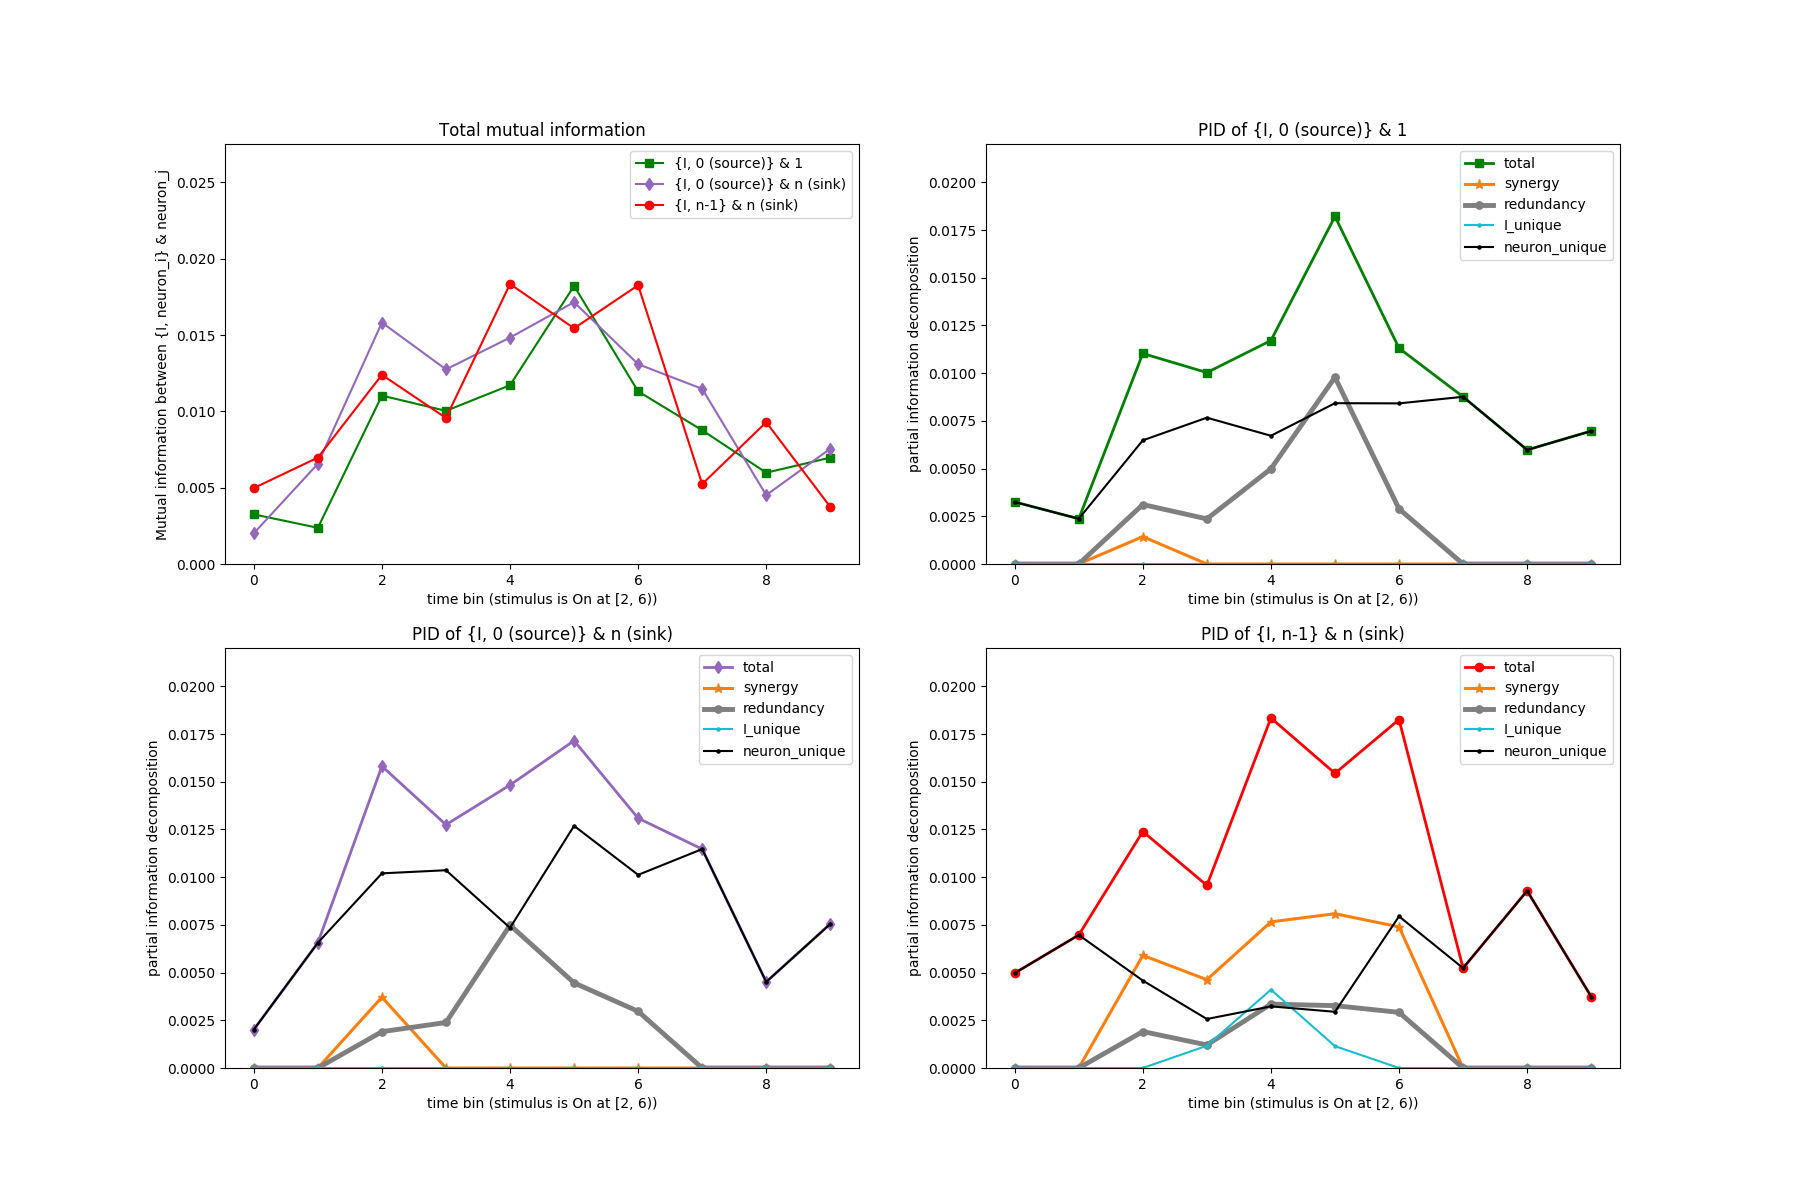 Total mutual information
Mutual information between {I, neuron_i} & neuron_j
0.025
0.020
0.015
0.010
0.005
0.000
{I, 0 (source)} & 1
{I, 0 (source)} & n (sink)
{I, n-1} & n (sink)
0 2 4 6 8
time bin (stimulus is On at [2, 6))
PID of {I, 0 (source)} & 1
partial information decomposition
0.0200
0.0175
0.0150
0.0125
0.0100
0.0075
0.0050
0.0025
0.0000
total
synergy
redundancy
I_unique
neuron_unique
0 2 4 6 8
time bin (stimulus is On at [2, 6))
PID of {I, 0 (source)} & n (sink)
partial information decomposition
0.0200
0.0175
0.0150
0.0125
0.0100
0.0075
0.0050
0.0025
0.0000
total
synergy
redundancy
I_unique
neuron_unique
0 2 4 6 8
time bin (stimulus is On at [2, 6))
PID of {I, n-1} & n (sink)
partial information decomposition
0.0200
0.0175
0.0150
0.0125
0.0100
0.0075
0.0050
0.0025
0.0000
total
synergy
redundancy
I_unique
neuron_unique
0 2 4 6 8
time bin (stimulus is On at [2, 6))